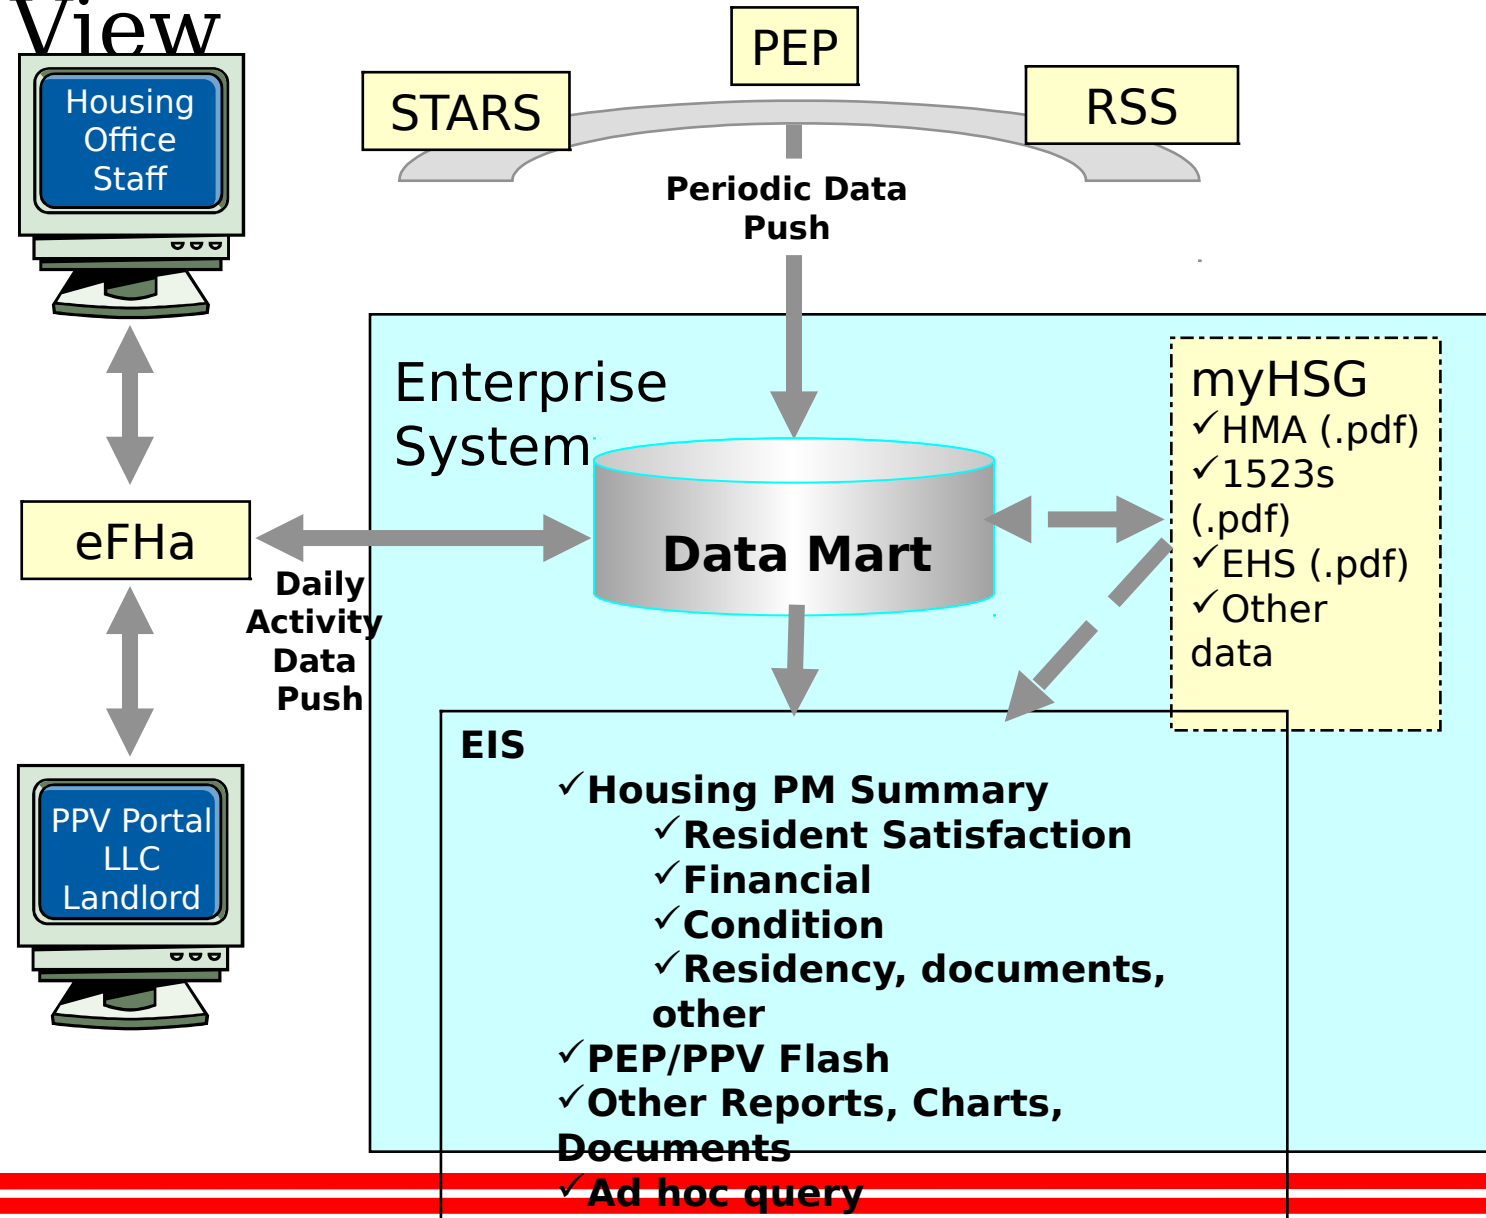 View
Housing
Office
Staff
STARS
PEP
RSS
Periodic Data
Push
Enterprise
System
myHSG
✓HMA (.pdf)
✓1523s
(.pdf)
✓EHS (.pdf)
✓Other
data
eFHa
Data Mart
Daily
Activity
Data
Push
PPV Portal
LLC
Landlord
EIS
✓Housing PM Summary
✓Resident Satisfaction
✓Financial
✓Condition
✓Residency, documents,
other
✓PEP/PPV Flash
✓Other Reports, Charts,
Documents
✓Ad hoc query